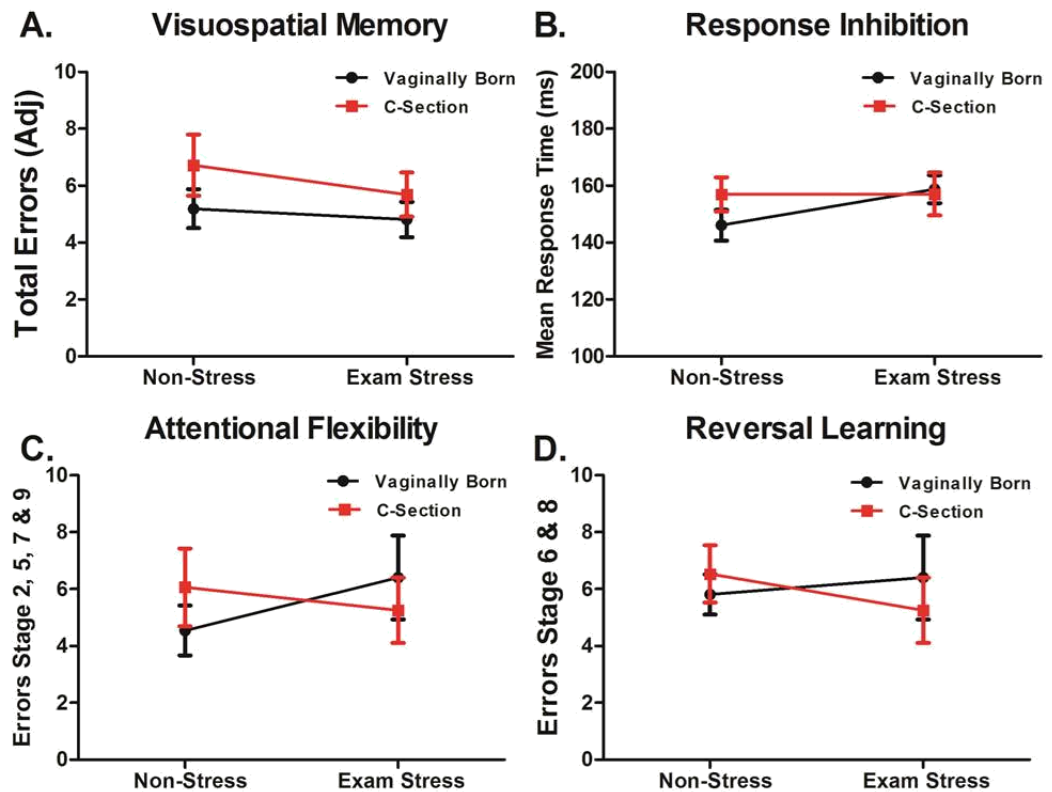 A. Visuospatial Memory
Total Errors (Adj)
10
8
6
4
2
0
Vaginally Born
C-Section
Non-Stress Exam Stress
B. Response Inhibition
Mean Response Time (ms)
200
180
160
140
120
100
Vaginally Born
C-Section
Non-Stress Exam Stress
C. Attentional Flexibility
Errors Stage 2, 5, 7 & 9
10
8
6
4
2
0
Vaginally Born
C-Section
Non-Stress Exam Stress
D. Reversal Learning
Errors Stage 6 & 8
10
8
6
4
2
0
Vaginally Born
C-Section
Non-Stress Exam Stress